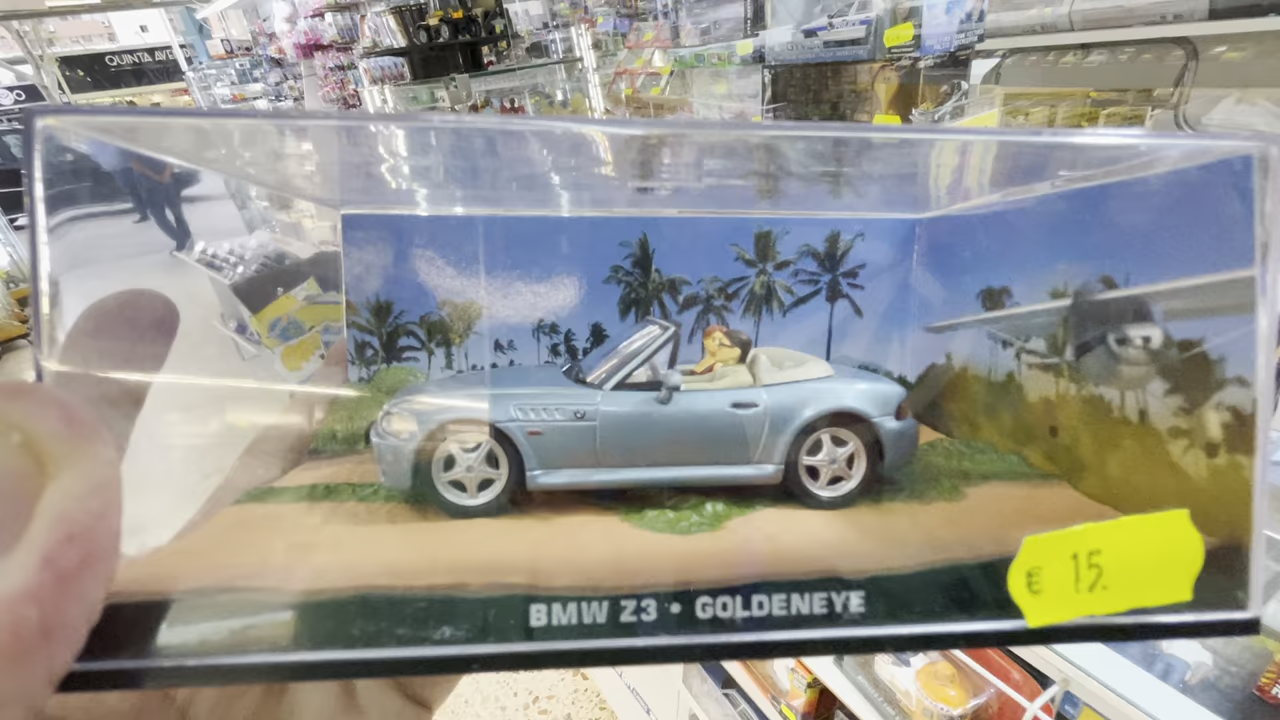 QUINTA AVE
BMW Z3 • GOLDENEYE
€ 15.